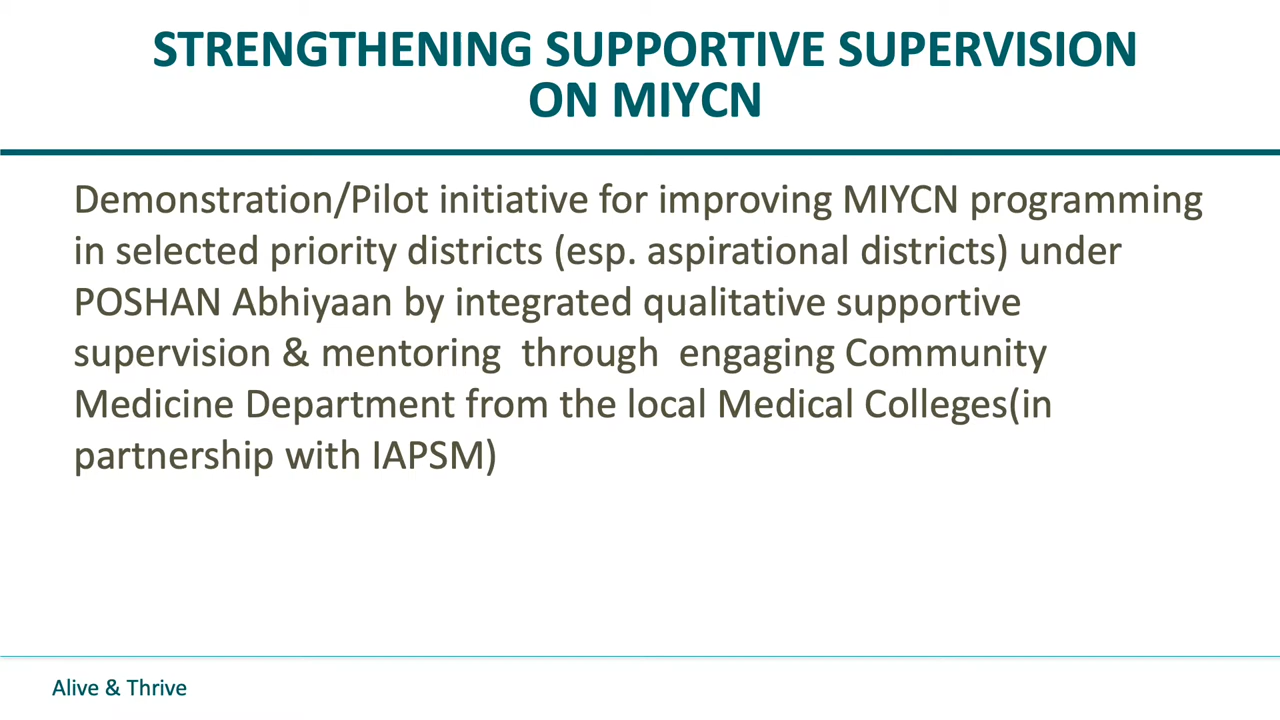 STRENGTHENING SUPPORTIVE SUPERVISION
ON MIYCN
Demonstration/Pilot initiative for improving MIYCN programming
in selected priority districts (esp. aspirational districts) under
POSHAN Abhiyaan by integrated qualitative supportive
supervision & mentoring  through  engaging Community
Medicine Department from the local Medical Colleges(in
partnership with IAPSM)
Alive & Thrive